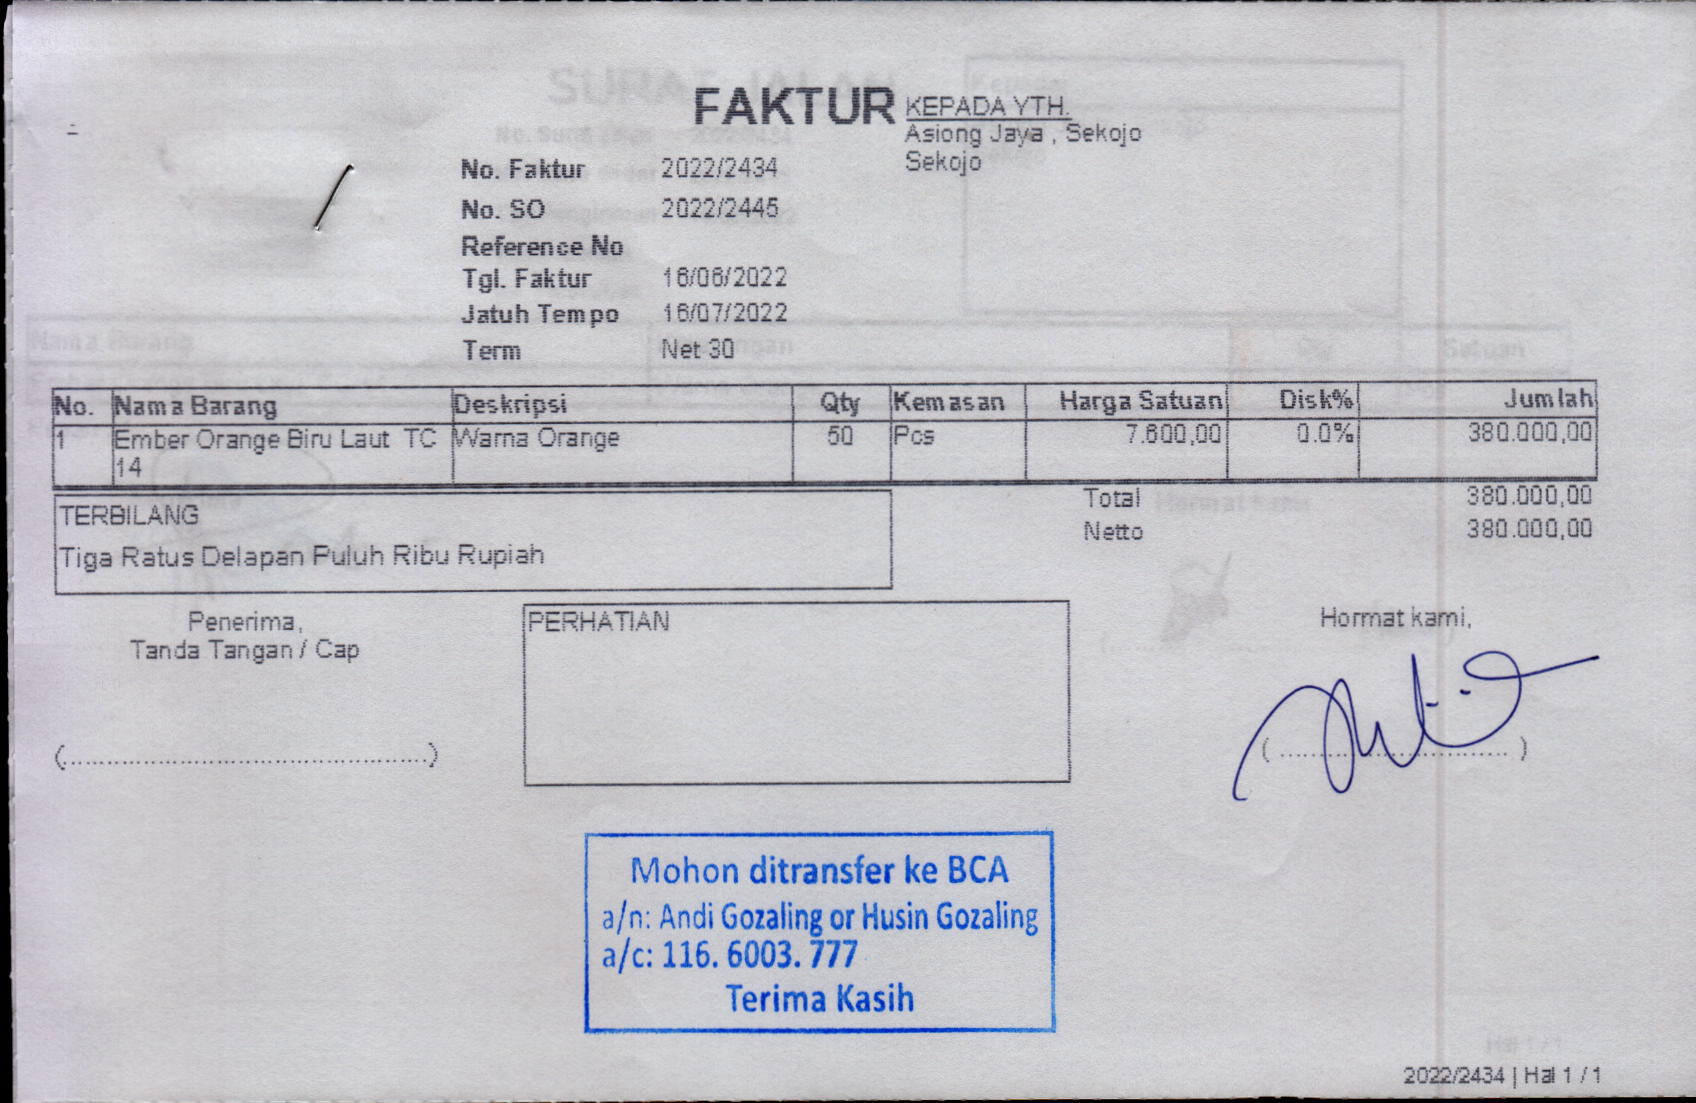 FAKTUR
KEPADA YTH.
Asiong Jaya , Sekojo
Sekojo
No. Faktur 2022/2434
No. SO 2022/2445
Reference No
Tgl. Faktur 16/06/2022
Jatuh Tempo 16/07/2022
Term Net 30
No. Nama Barang Deskripsi Qty Kemasan Harga Satuan Disk% Jumlah
1 Ember Orange Biru Laut TC Warna Orange 50 Pcs 7.600,00 0.0% 380.000,00
14
Total 380.000,00
Netto 380.000,00
TERBILANG
Tiga Ratus Delapan Puluh Ribu Rupiah
Penerima,
Tanda Tangan / Cap
(................................................)
PERHATIAN
Hormat kami,
( ................................ )
Mohon ditransfer ke BCA
a/n: Andi Gozaling or Husin Gozaling
a/c: 116. 6003. 777
Terima Kasih
2022/2434 | Hal 1 / 1